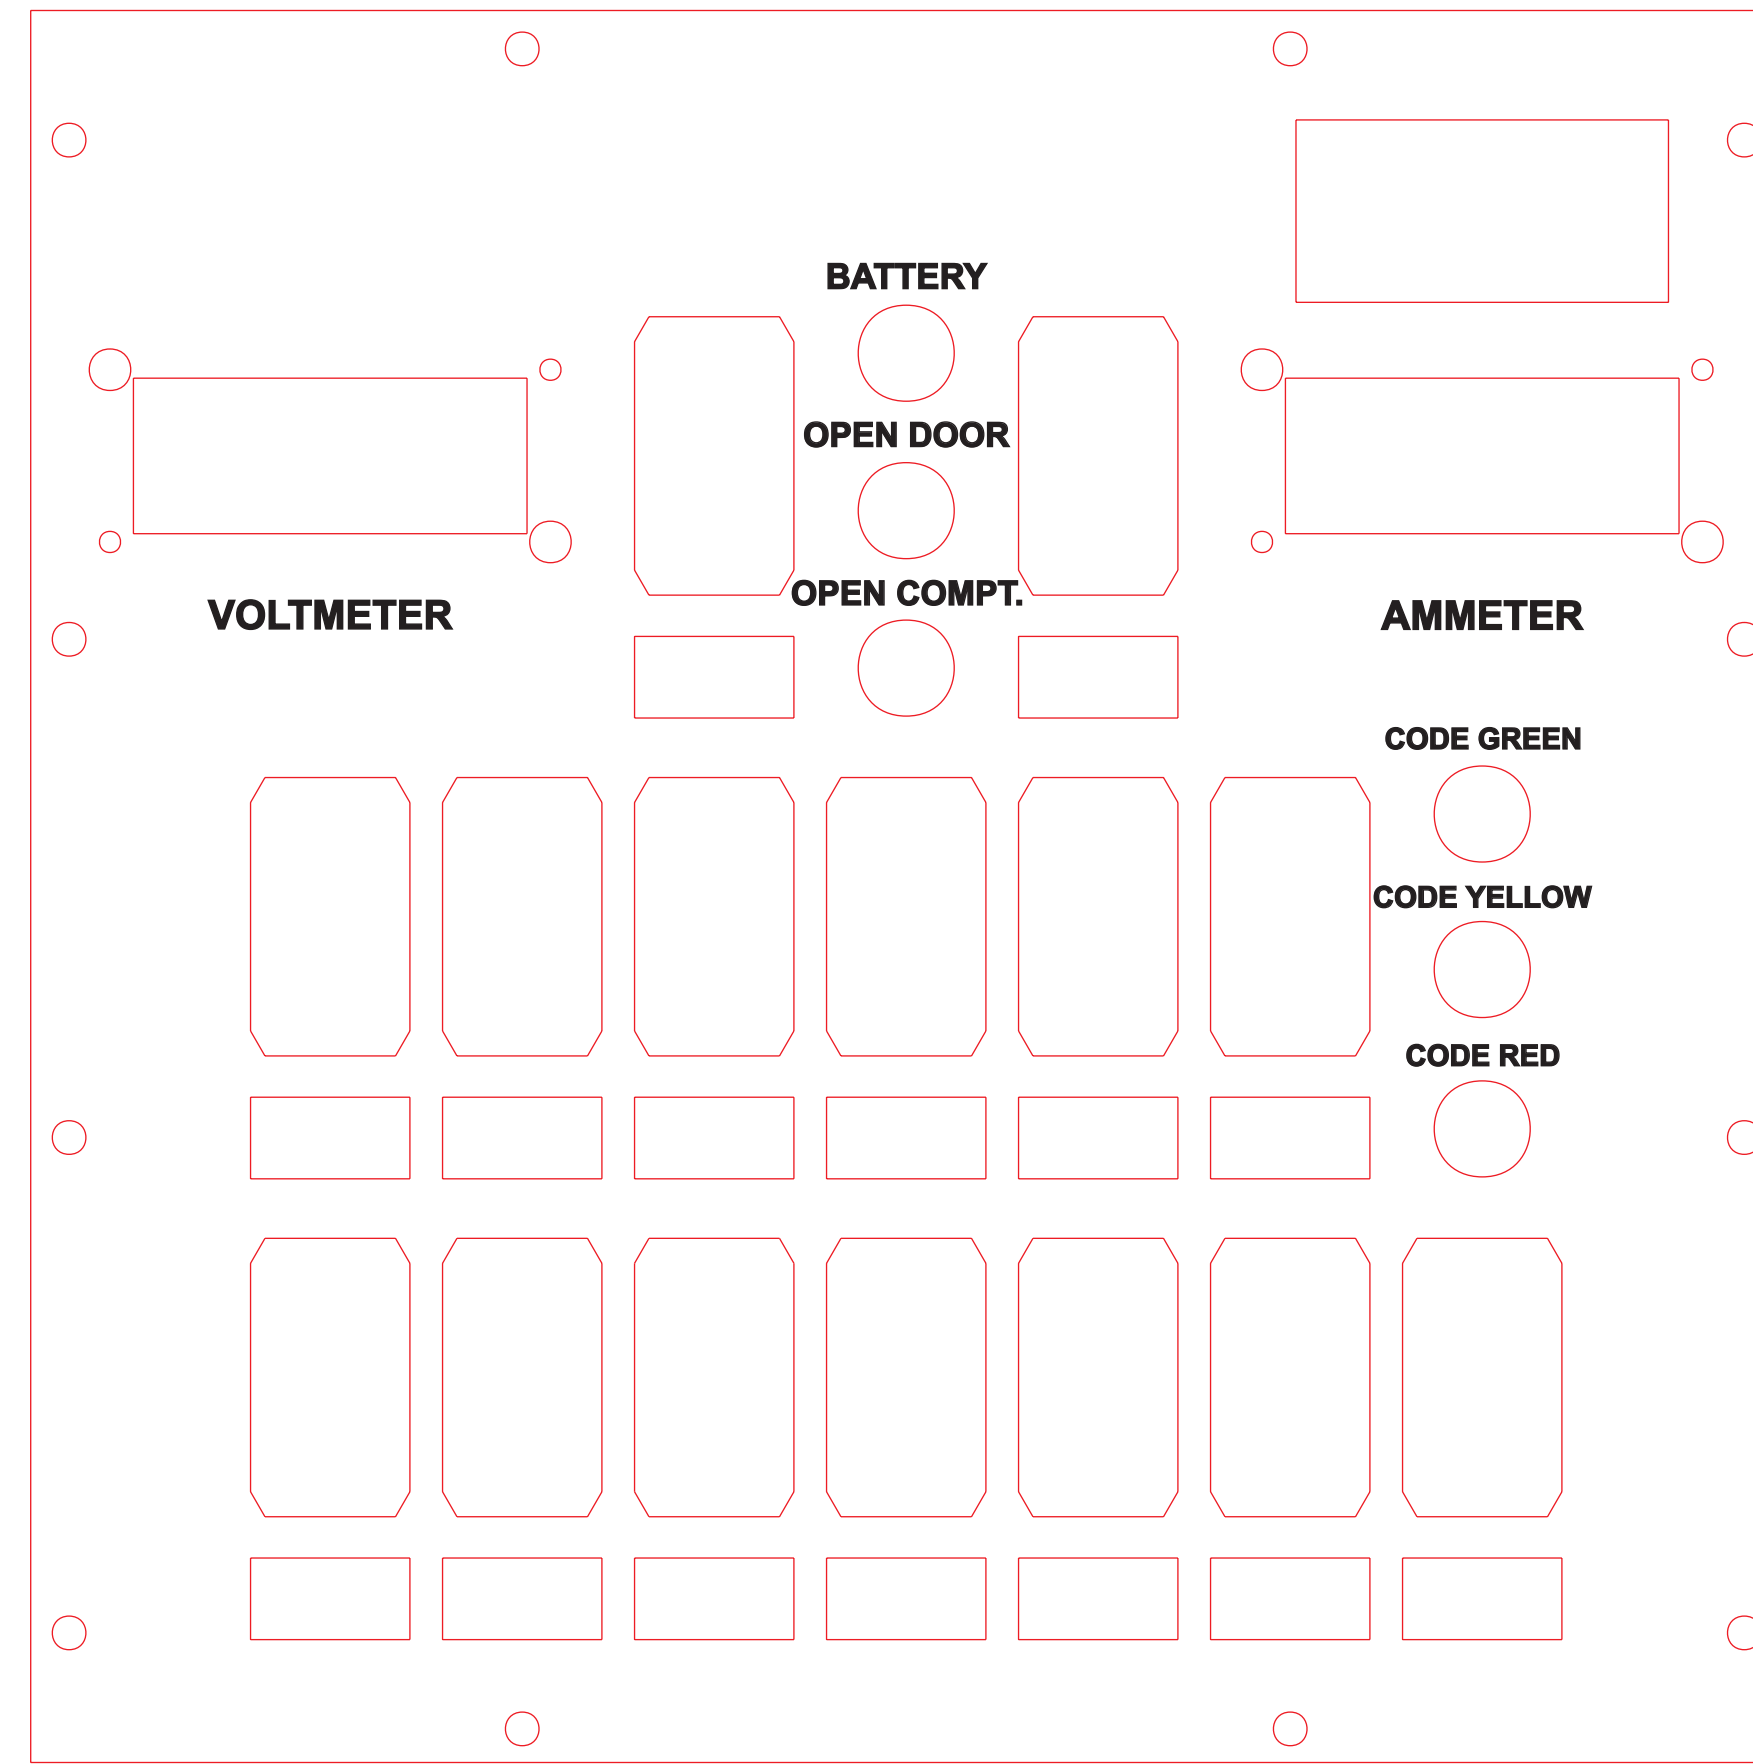 BATTERY
OPEN DOOR
OPEN COMPT.
VOLTMETER
AMMETER
CODE GREEN
CODE YELLOW
CODE RED